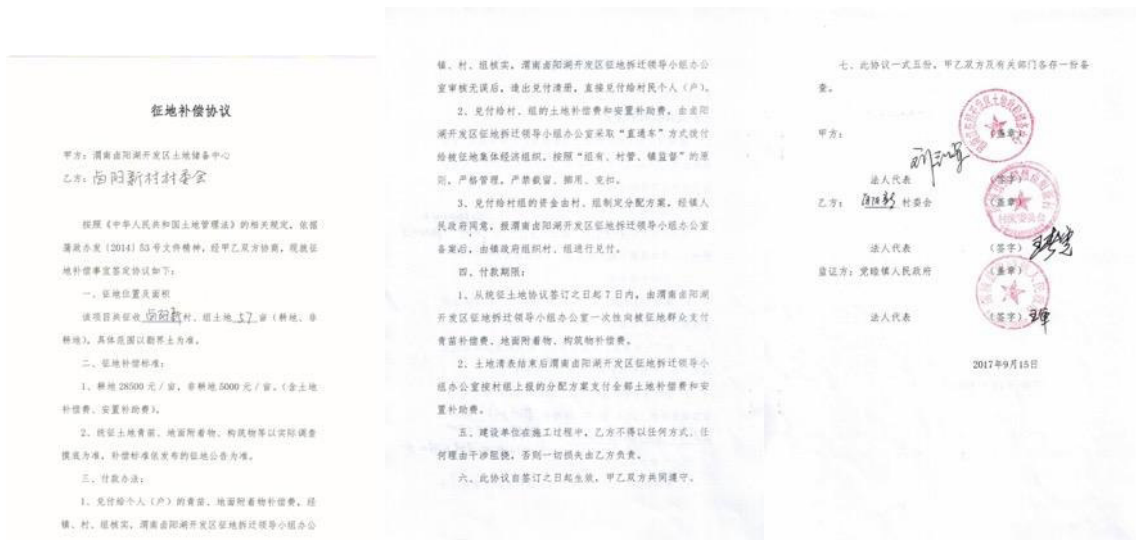 征地补偿协议
甲方：渭南卤阳湖开发区土地储备中心
乙方：卤阳新村村委会
按照《中华人民共和国土地管理法》的相关规定，依据
蒲政办发〔2014〕53号文件精神，经甲乙双方协商，现就征
地补偿事宜签定协议如下：
一、征地位置及面积
该项目共征收 卤阳新村、组土地 57 亩（耕地、非
耕地），具体范围以勘界土为准。
二、征地补偿标准：
1、耕地 28500 元／亩，非耕地 5000 元／亩。（含土地
补偿费、安置补助费）。
2、统征土地青苗、地面附着物、构筑物等以实际调查
摸底为准，补偿标准依发布的征地公告为准。
三、付款办法：
1、兑付给个人（户）的青苗、地面附着物补偿费，经
镇、村、组核实，渭南卤阳湖开发区征地拆迁领导小组办公
镇、村、组核实，渭南卤阳湖开发区征地拆迁领导小组办公
室审核无误后，造出兑付清册，直接兑付给村民个人（户）。
2、兑付给村、组的土地补偿费和安置补助费，由卤阳
湖开发区征地拆迁领导小组办公室采取“直通车”方式拨付
给被征地集体经济组织，按照“组有、村管、镇监督”的原
则，严格管理，严禁截留、挪用、克扣。
3、兑付给村组的资金由村、组制定分配方案，经镇人
民政府同意，报渭南卤阳湖开发区征地拆迁领导小组办公室
备案后，由镇政府组织村、组进行兑付。
四、付款期限：
1、从统征土地协议签订之日起 7 日内，由渭南卤阳湖
开发区征地拆迁领导小组办公室一次性向被征地群众支付
青苗补偿费、地面附着物、构筑物补偿费。
2、土地清表结束后渭南卤阳湖开发区征地拆迁领导小
组办公室按村组上报的分配方案支付全部土地补偿费和安
置补助费。
五、建设单位在施工过程中，乙方不得以任何方式、任
何理由干涉阻挠，否则一切损失由乙方负责。
六、此协议自签订之日起生效，甲乙双方共同遵守。
七、此协议一式五份，甲乙双方及有关部门各存一份备
查。
甲方： （盖章）
法人代表 （签字）
乙方： 卤阳新 村委会 （盖章）
法人代表 （签字）
监证方：党睦镇人民政府 （盖章）
法人代表 （签字）
2017年9月15日